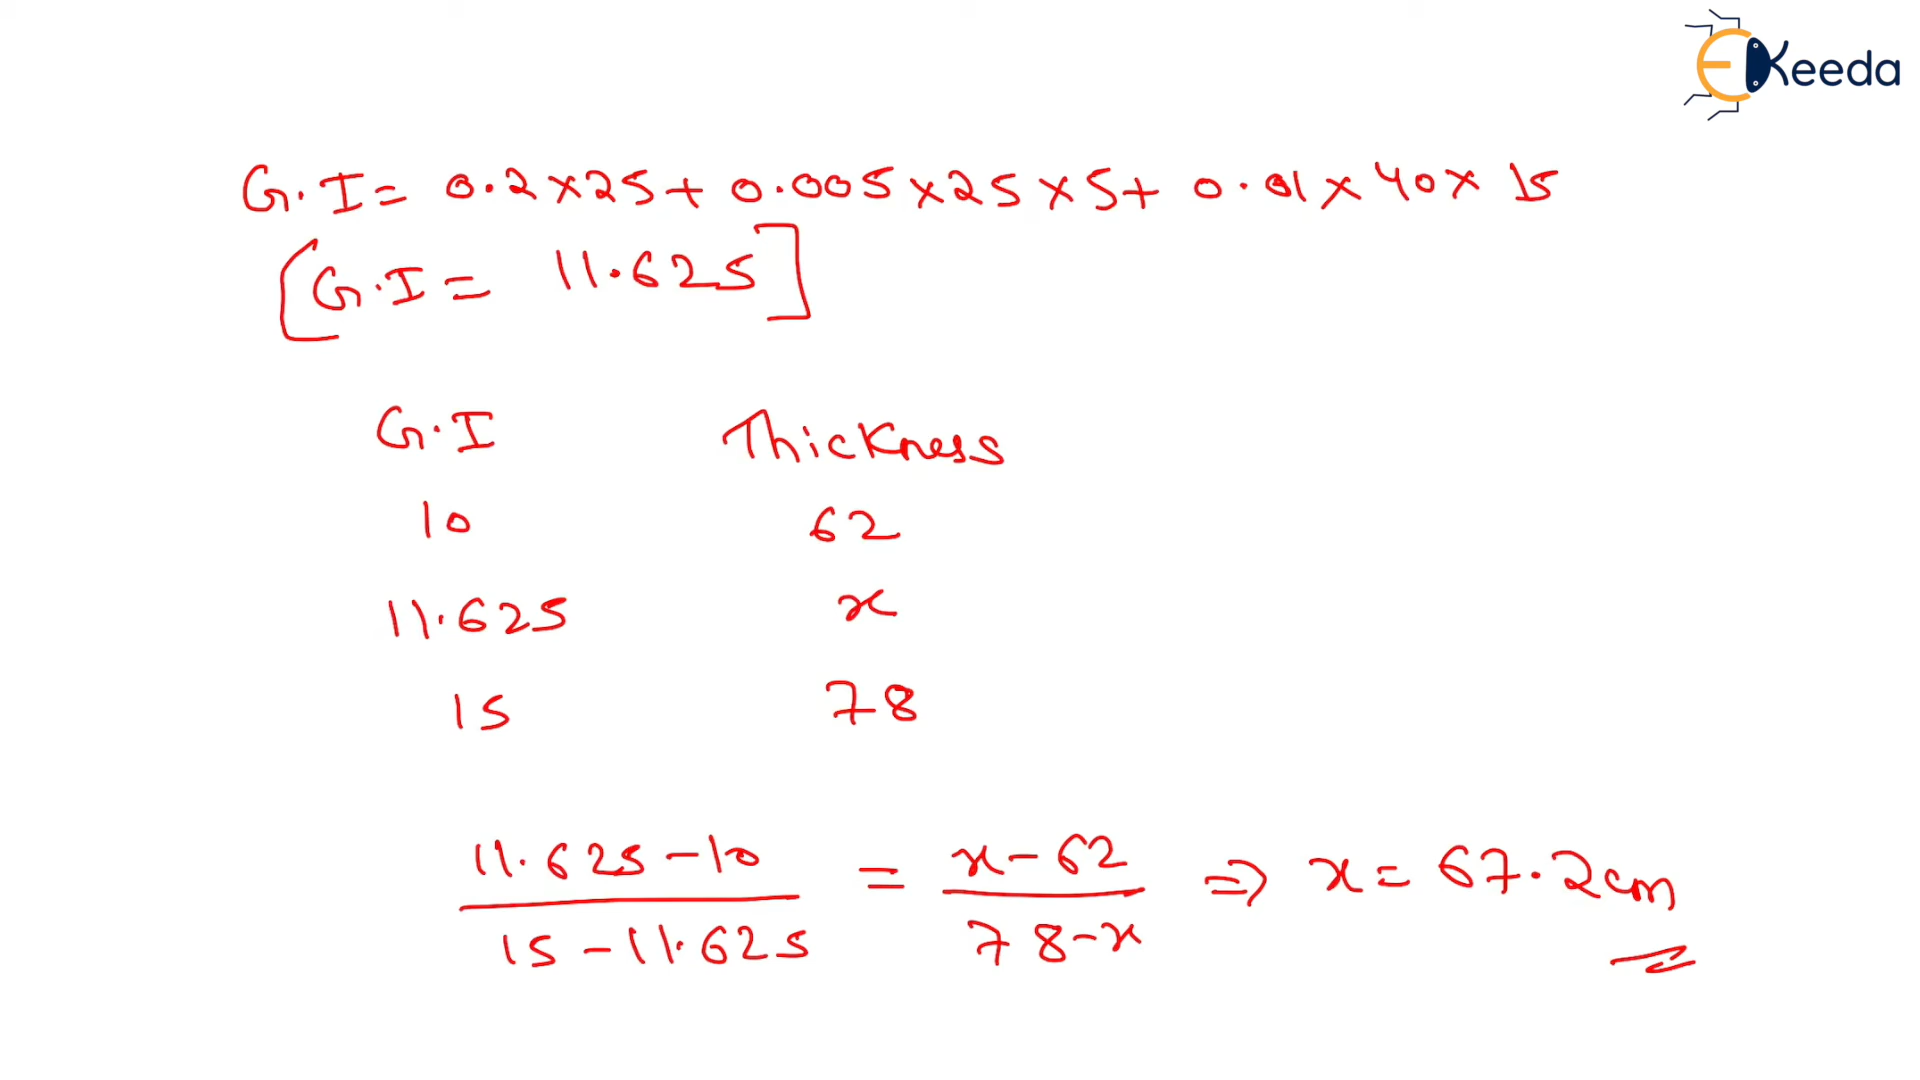 EKeeda
G.I = 0.2 × 25 + 0.005 × 25 × 5 + 0.01 × 40 × 15
[G.I = 11.625]
G.I Thickness
10 62
11.625 x
15 78
11.625 - 10 / 15 - 11.625 = x - 62 / 78 - x ⇒ x = 67.2cm